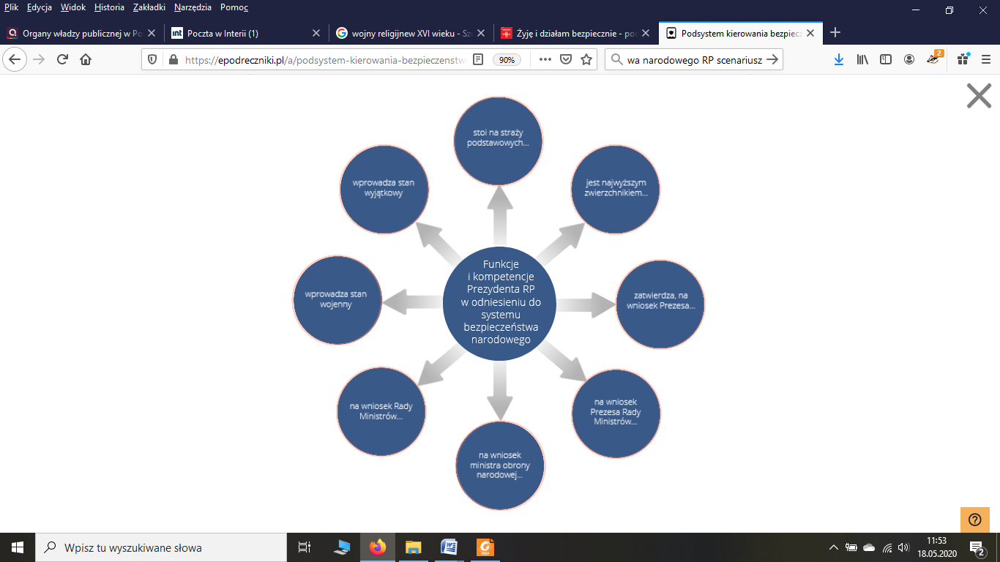 Plik Edycja Widok Historia Zakładki Narzędzia Pomoc
Organy władzy publicznej w Po
Poczta w Interii (1)
wojny religijnew XVI wieku - Sz
Żyję i działam bezpiecznie - po
Podsystem kierowania bezpiecz
https://epodreczniki.pl/a/podsystem-kierowania-bezpieczenstw
90%
wa narodowego RP scenariusz
2
stoi na straży
podstawowych...
wprowadza stan
wyjątkowy
jest najwyższym
zwierzchnikiem...
Funkcje
i kompetencje
Prezydenta RP
w odniesieniu do
systemu
bezpieczeństwa
narodowego
wprowadza stan
wojenny
zatwierdza, na
wniosek Prezesa...
na wniosek Rady
Ministrów...
na wniosek
Prezesa Rady
Ministrów...
na wniosek
ministra obrony
narodowej...
Wpisz tu wyszukiwane słowa
11:53
18.05.2020
2